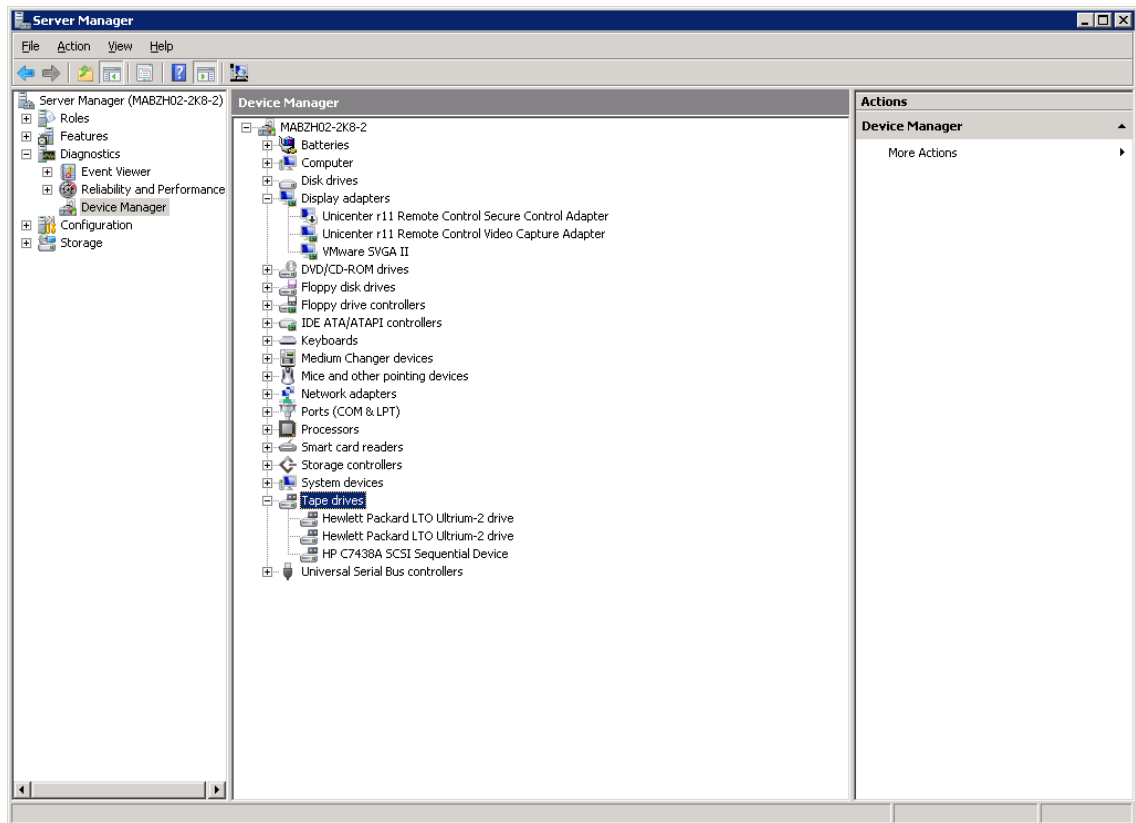 Server Manager
File Action View Help
Server Manager (MABZH02-2K8-2)
Roles
Features
Diagnostics
Event Viewer
Reliability and Performance
Device Manager
Configuration
Storage
Device Manager
MABZH02-2K8-2
Batteries
Computer
Disk drives
Display adapters
Unicenter r11 Remote Control Secure Control Adapter
Unicenter r11 Remote Control Video Capture Adapter
VMware SVGA II
DVD/CD-ROM drives
Floppy disk drives
Floppy drive controllers
IDE ATA/ATAPI controllers
Keyboards
Medium Changer devices
Mice and other pointing devices
Network adapters
Ports (COM & LPT)
Processors
Smart card readers
Storage controllers
System devices
Tape drives
Hewlett Packard LTO Ultrium-2 drive
Hewlett Packard LTO Ultrium-2 drive
HP C7438A SCSI Sequential Device
Universal Serial Bus controllers
Actions
Device Manager
More Actions